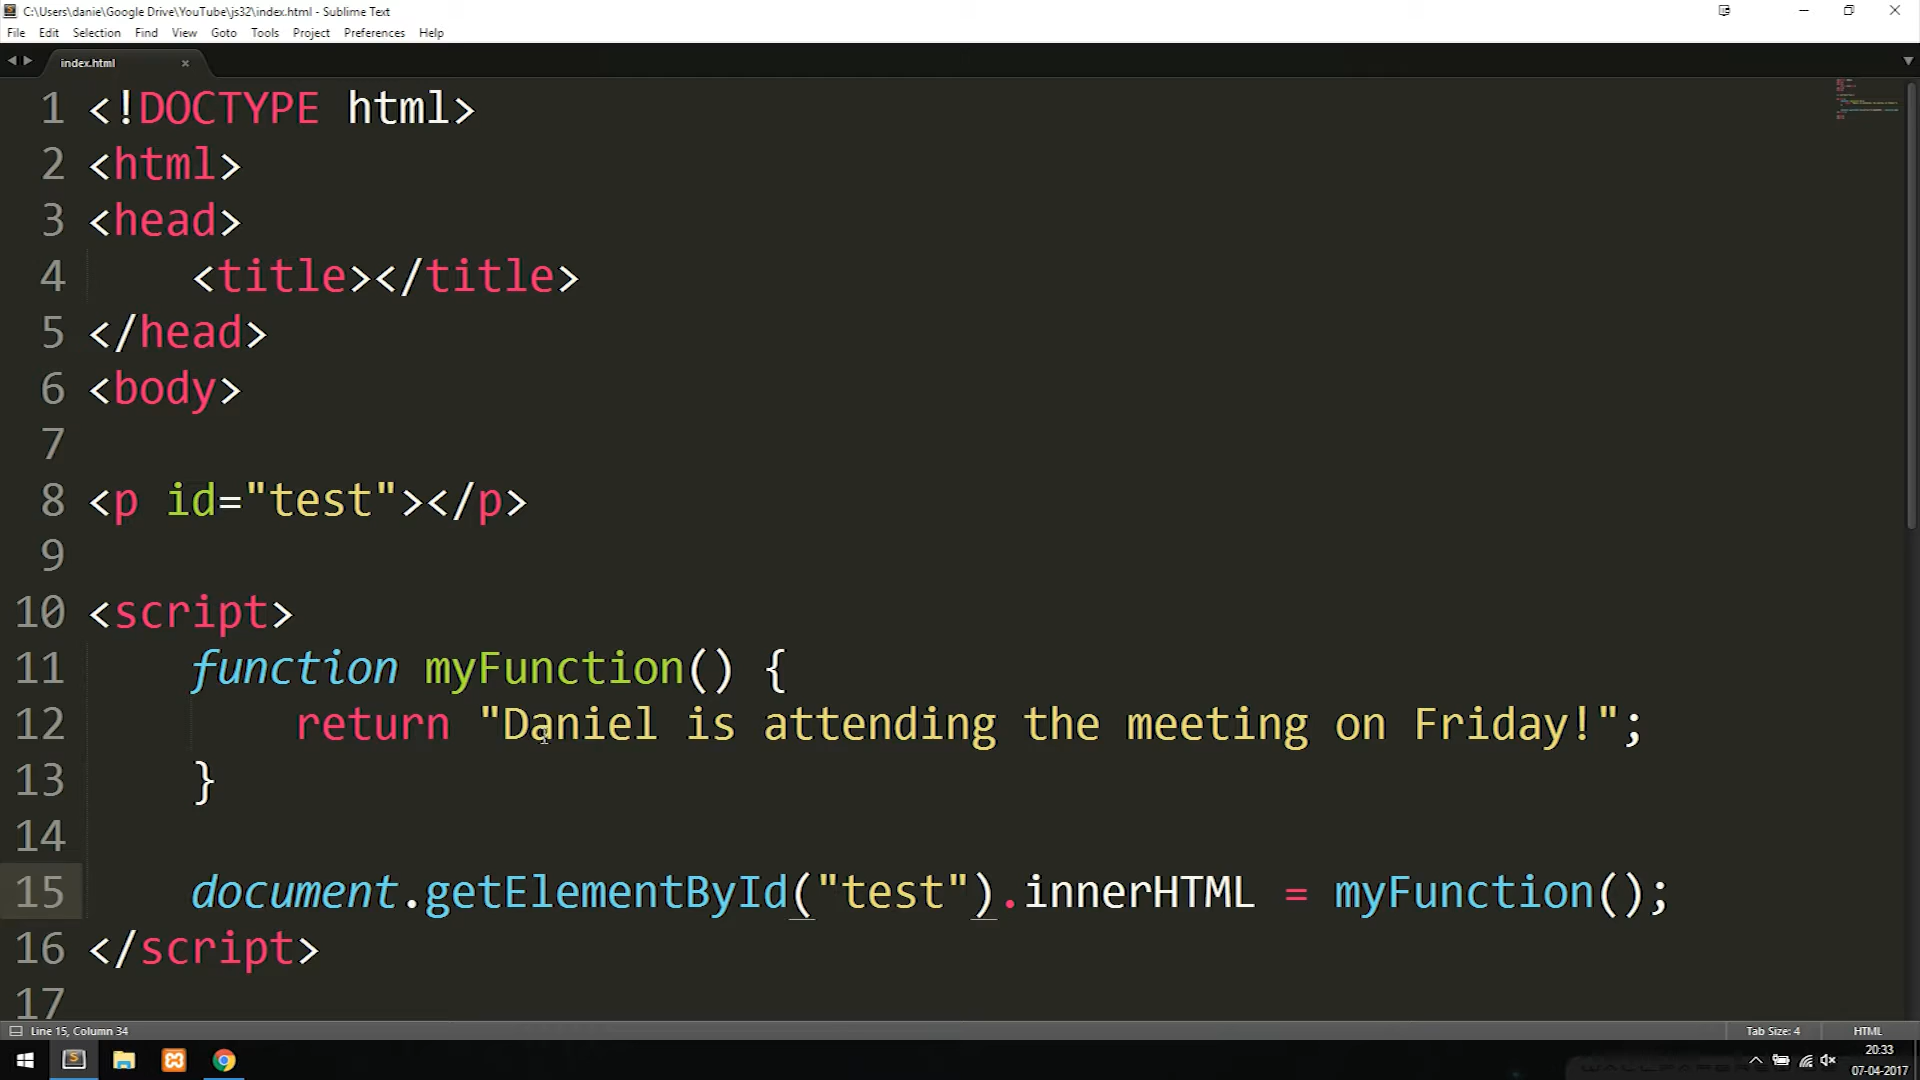 C:\Users\danie\Google Drive\YouTube\js32\index.html - Sublime Text
File Edit Selection Find View Goto Tools Project Preferences Help
index.html
1 <!DOCTYPE html>
2 <html>
3 <head>
4 <title></title>
5 </head>
6 <body>
7
8 <p id="test"></p>
9
10 <script>
11 function myFunction() {
12 return "Daniel is attending the meeting on Friday!";
13 }
14
15 document.getElementById("test").innerHTML = myFunction();
16 </script>
17
Line 15, Column 34
Tab Size: 4
HTML
20:33
07-04-2017